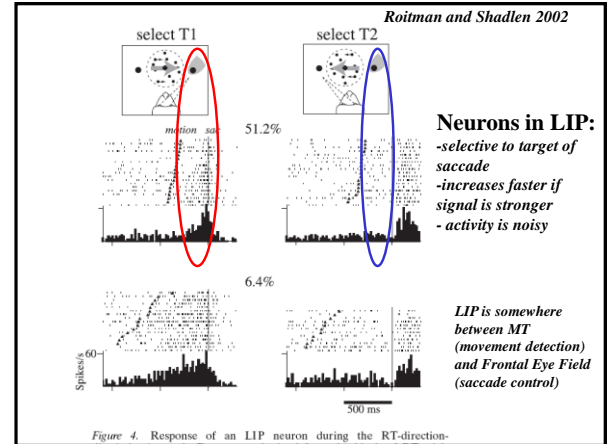 Roitman and Shadlen 2002
select T1
select T2
motion sac
51.2%
Neurons in LIP:
-selective to target of
saccade
-increases faster if
signal is stronger
- activity is noisy
6.4%
LIP is somewhere
between MT
(movement detection)
and Frontal Eye Field
(saccade control)
60
Spikes/s
500 ms
Figure 4. Response of an LIP neuron during the RT-direction-